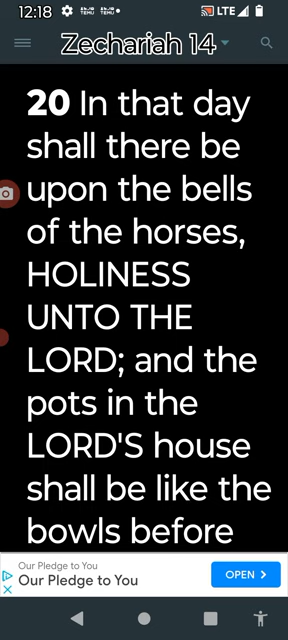 12:18
LTE
Zechariah 14
20 In that day
shall there be
upon the bells
of the horses,
HOLINESS
UNTO THE
LORD; and the
pots in the
LORD'S house
shall be like the
bowls before
Our Pledge to You
Our Pledge to You
OPEN